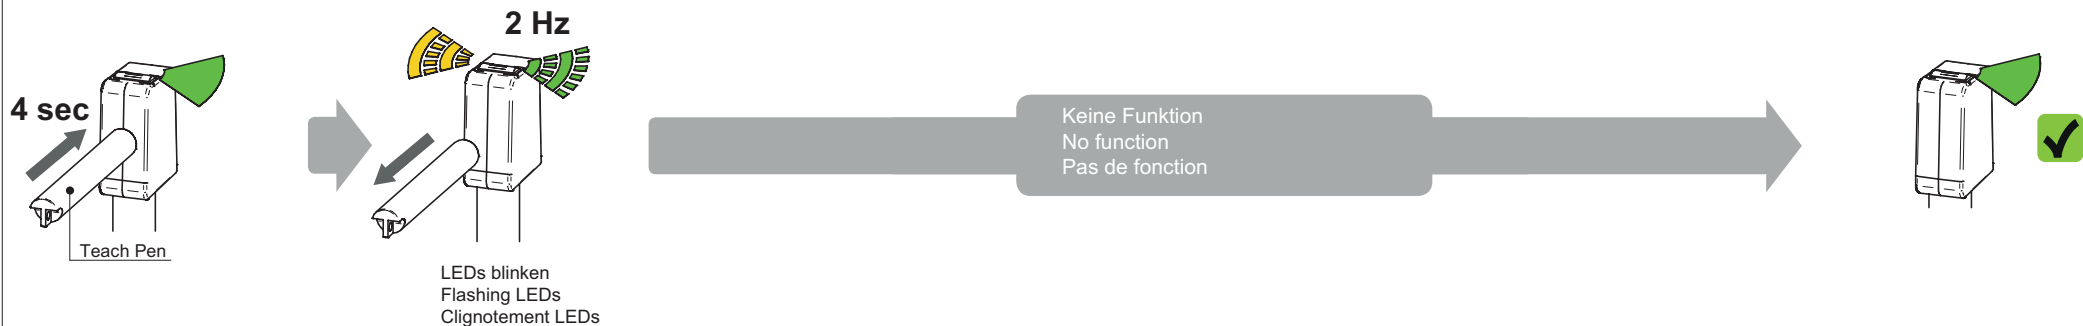 4 sec
Teach Pen
2 Hz
LEDs blinken
Flashing LEDs
Clignotement LEDs
Keine Funktion
No function
Pas de fonction